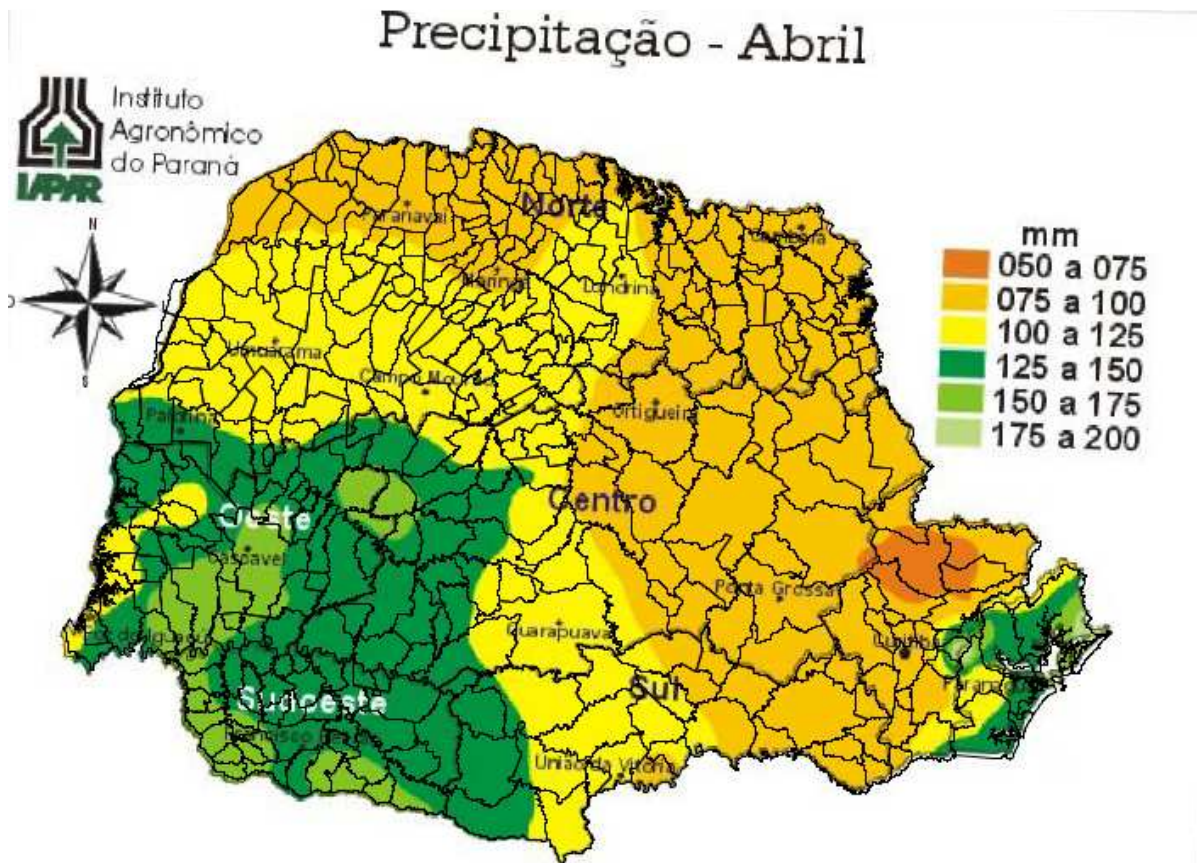 Precipitação - Abril
Instituto
Agronômico
do Paraná
IAPAR
N
S
mm
050 a 075
075 a 100
100 a 125
125 a 150
150 a 175
175 a 200
Norte
Paranavaí
Maringá
Londrina
Umuarama
Campo Mourão
Palotina
Ortigueira
Centro
Oeste
Cascavel
Ponta Grossa
Guarapuava
Curitiba
Sul
Sudoeste
União da Vitória